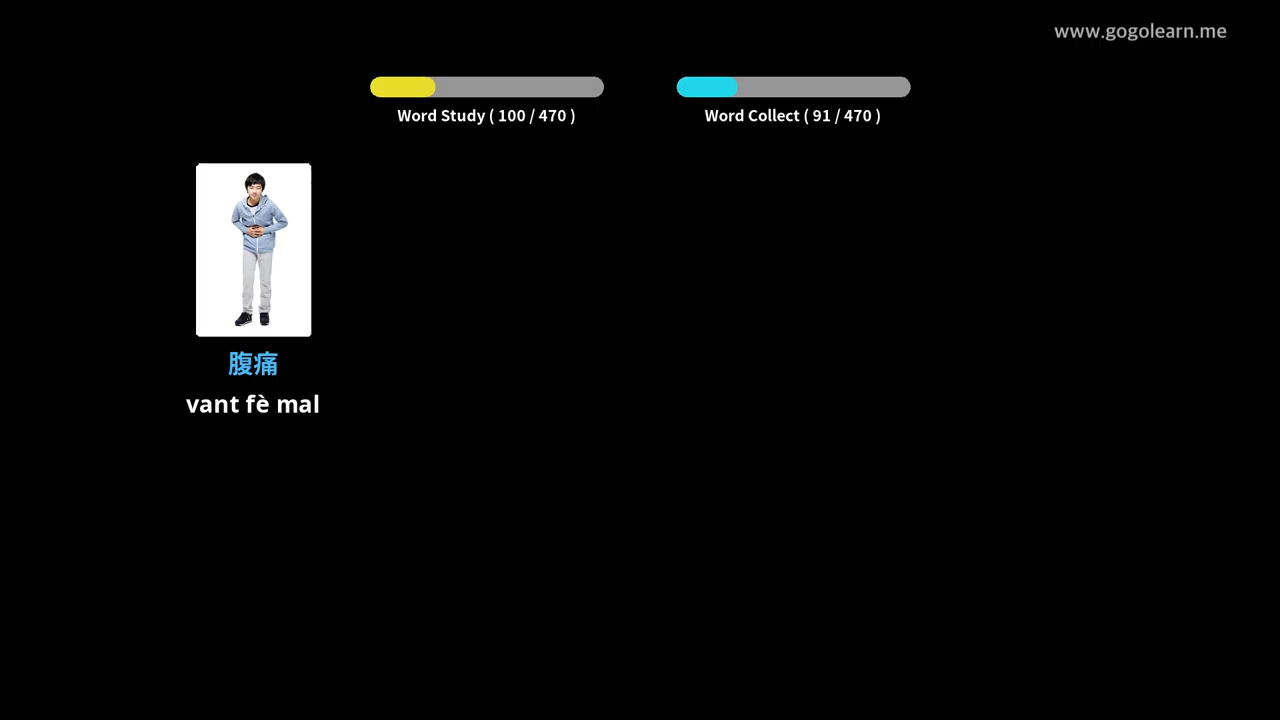 www.gogolearn.me
Word Study ( 100 / 470 )
Word Collect ( 91 / 470 )
腹痛
vant fè mal